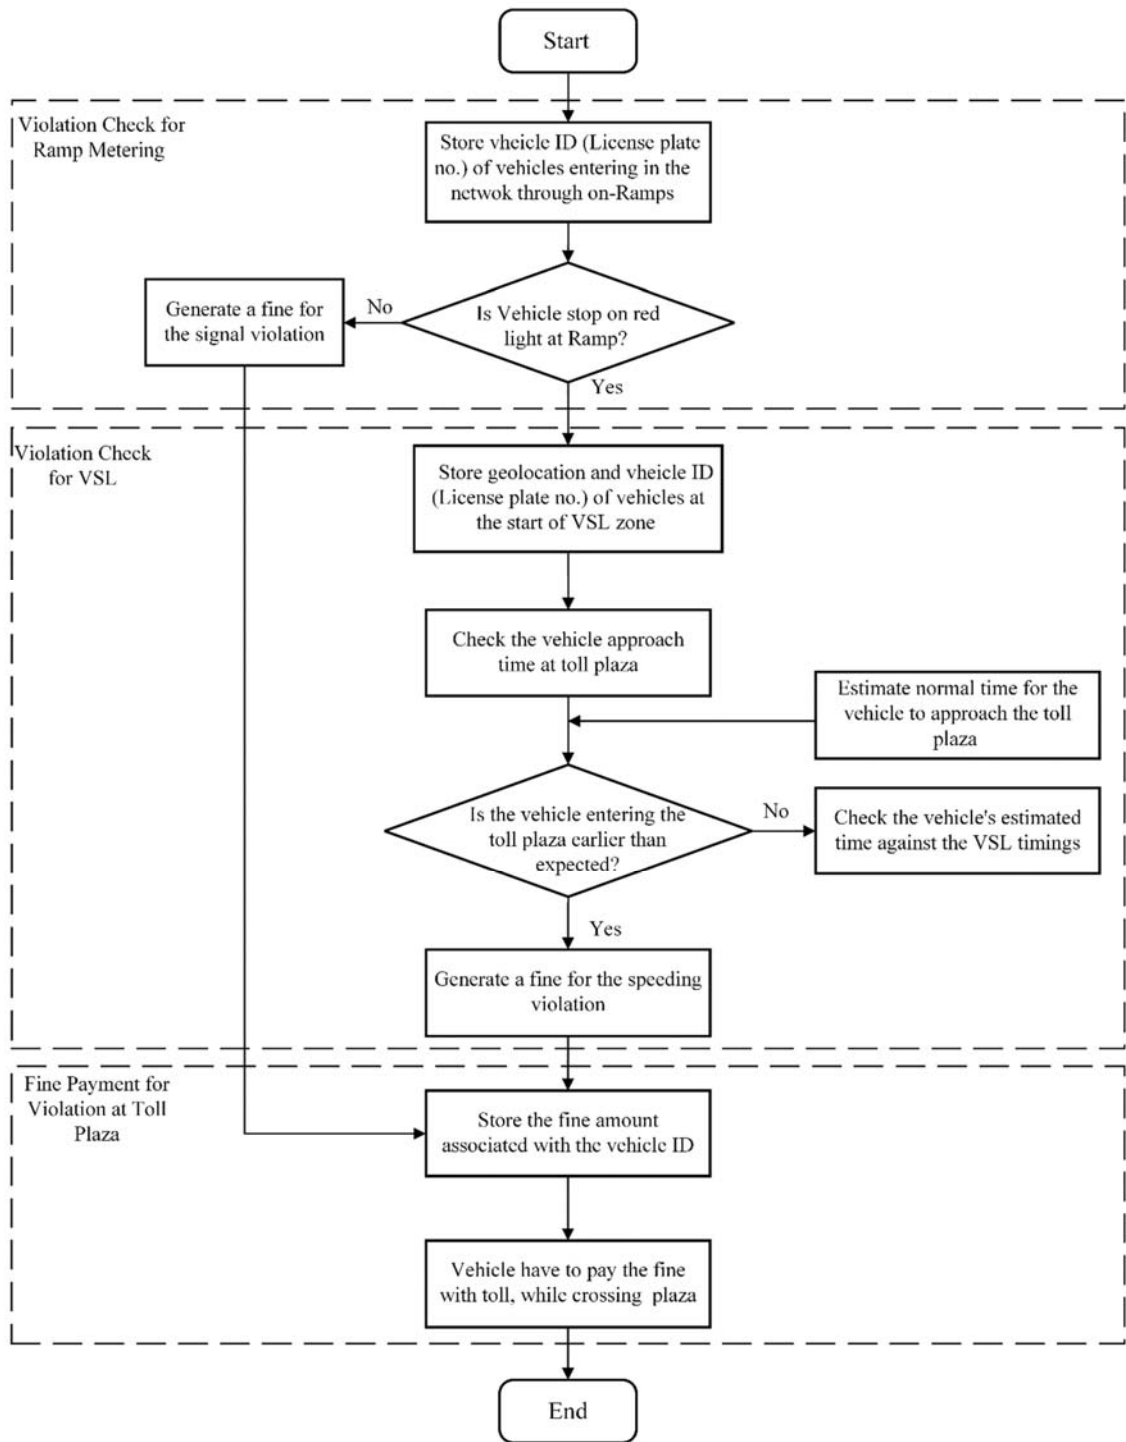 Start
Violation Check for
Ramp Metering
Store vheicle ID (License plate
no.) of vehicles entering in the
netwok through on-Ramps
Generate a fine for
the signal violation
No
Is Vehicle stop on red
light at Ramp?
Yes
Violation Check
for VSL
Store geolocation and vheicle ID
(License plate no.) of vehicles at
the start of VSL zone
Check the vehicle approach
time at toll plaza
Estimate normal time for the
vehicle to approach the toll
plaza
Is the vehicle entering the
toll plaza earlier than
expected?
No
Check the vehicle's estimated
time against the VSL timings
Yes
Generate a fine for the speeding
violation
Fine Payment for
Violation at Toll
Plaza
Store the fine amount
associated with the vehicle ID
Vehicle have to pay the fine
with toll, while crossing plaza
End